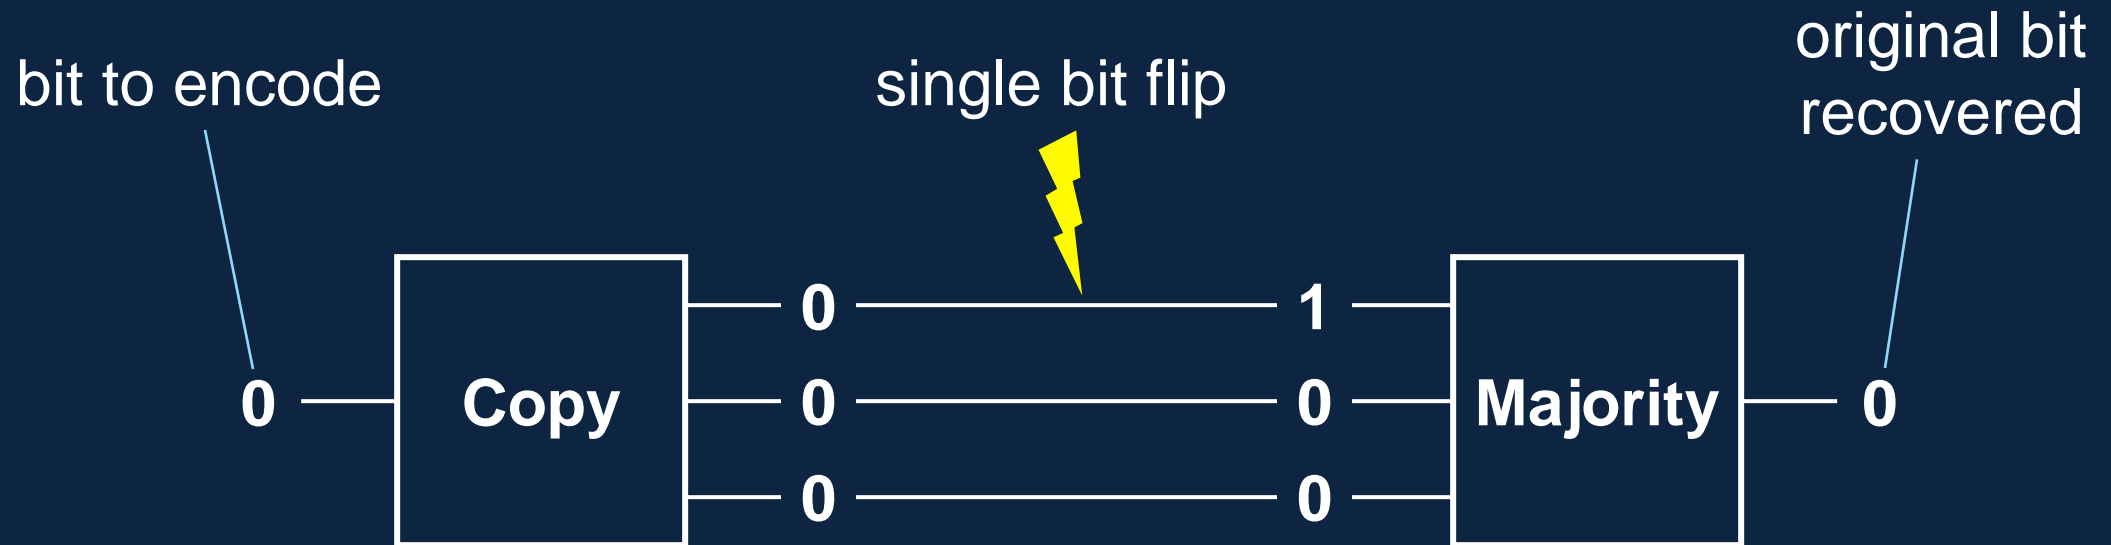 original bit
recovered
bit to encode
single bit flip
0 1
0 Copy 0 0 Majority 0
0 0